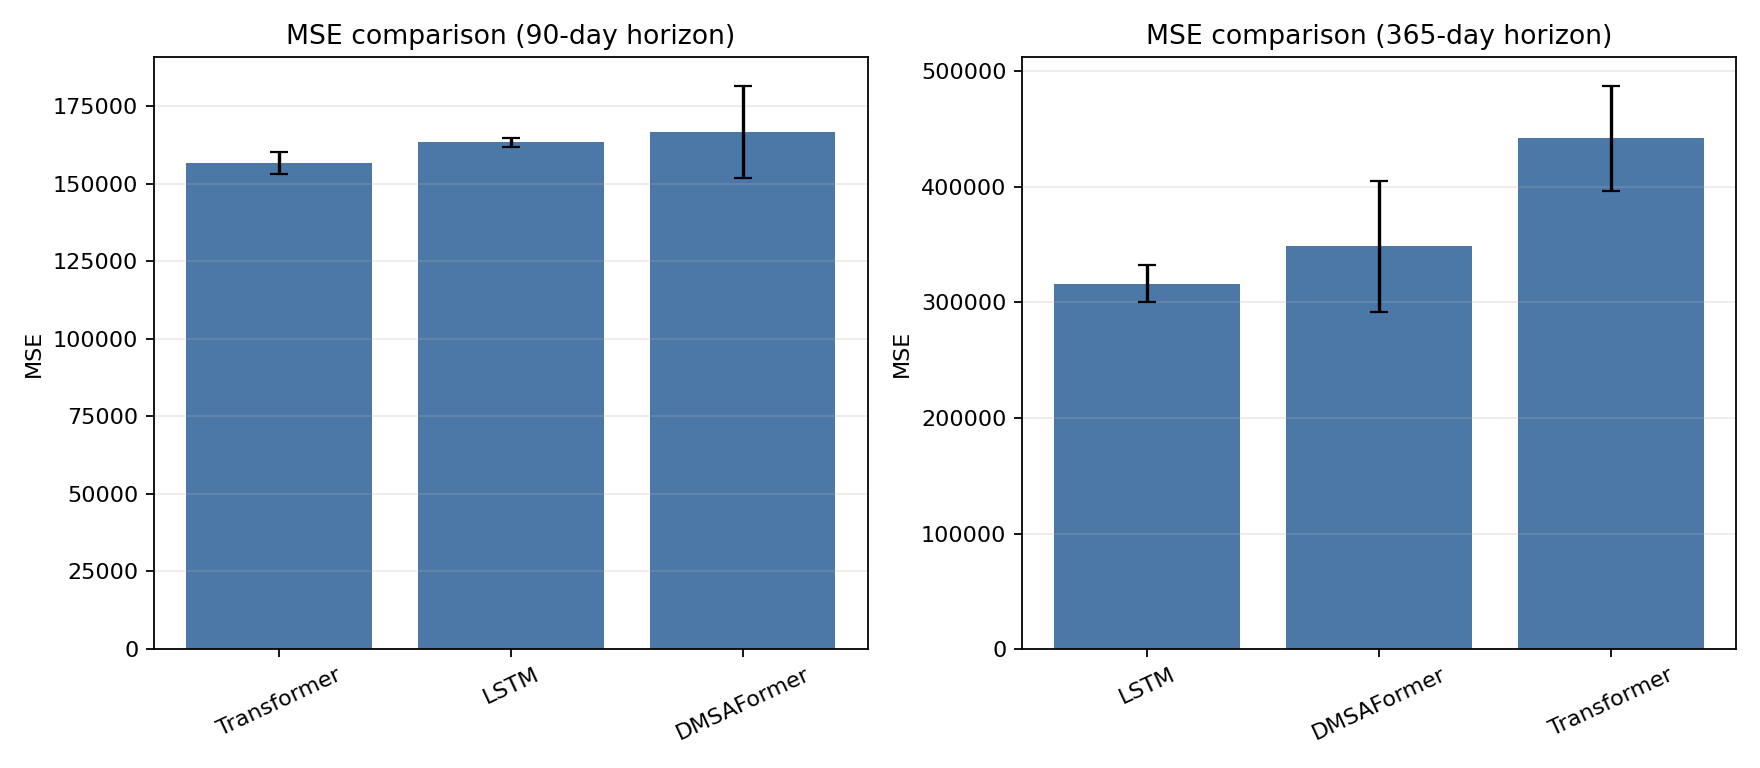 MSE comparison (90-day horizon)
MSE
175000
150000
125000
100000
75000
50000
25000
0
Transformer
LSTM
DMSAFormer
MSE comparison (365-day horizon)
MSE
500000
400000
300000
200000
100000
0
LSTM
DMSAFormer
Transformer